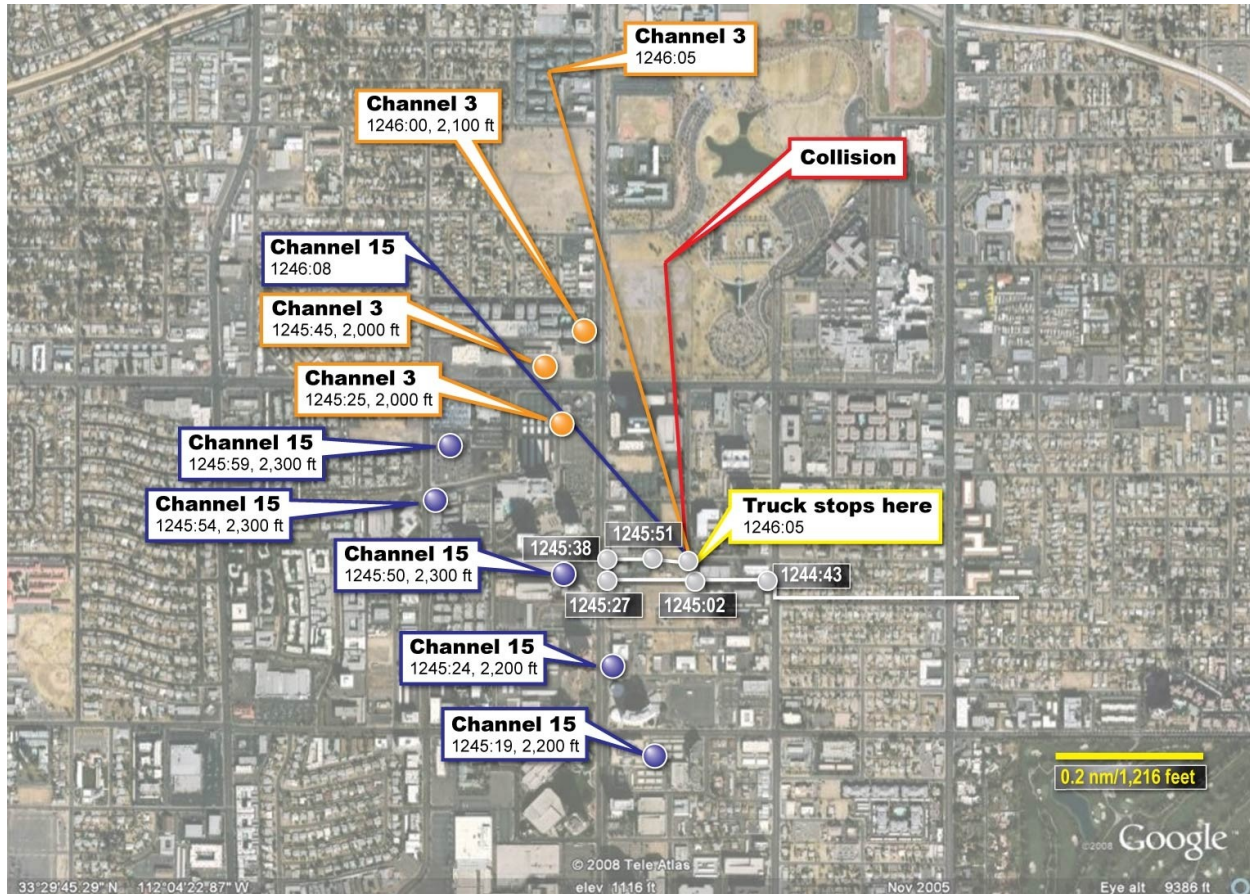 Channel 3
1246:05
Channel 3
1246:00, 2,100 ft
Collision
Channel 15
1246:08
Channel 3
1245:45, 2,000 ft
Channel 3
1245:25, 2,000 ft
Channel 15
1245:59, 2,300 ft
Channel 15
1245:54, 2,300 ft
Truck stops here
1246:05
1245:51
1245:38
Channel 15
1245:50, 2,300 ft
1244:43
1245:27
1245:02
Channel 15
1245:24, 2,200 ft
Channel 15
1245:19, 2,200 ft
0.2 nm/1,216 feet
©2008 Google
© 2008 Tele Atlas
33°29'45.29" N 112°04'22.87" W elev 1116 ft Nov 2005 Eye alt 9386 ft